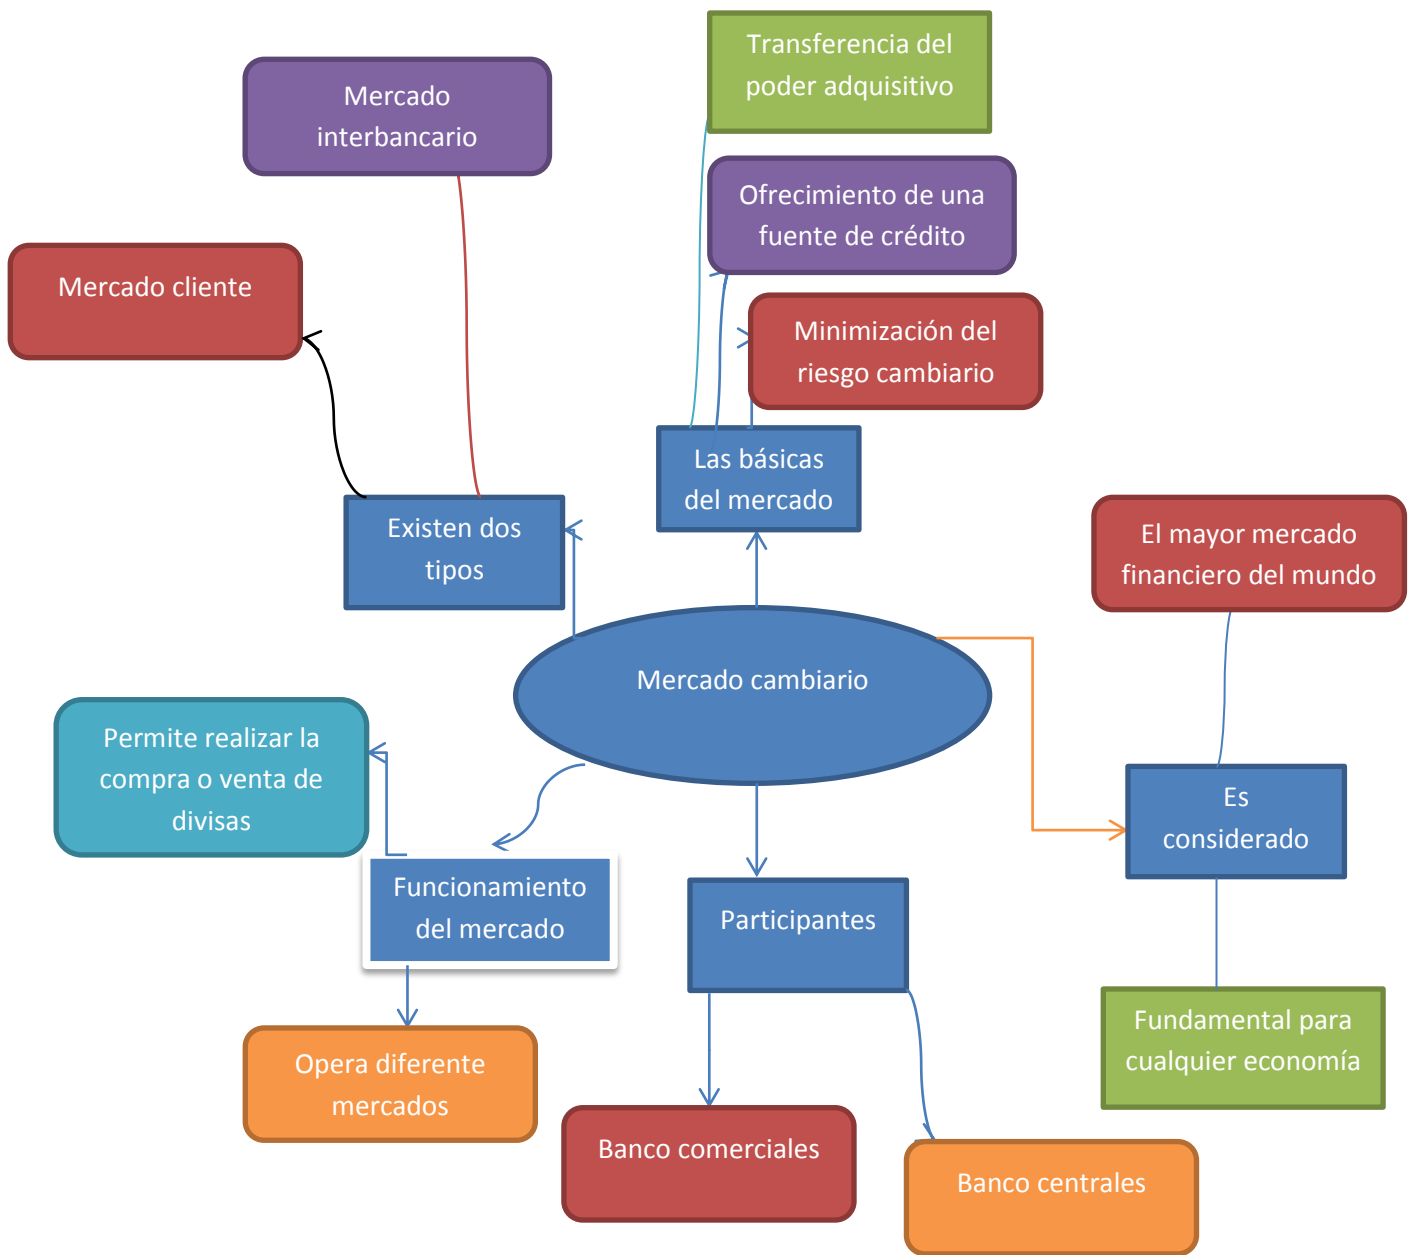 Transferencia del
poder adquisitivo
Mercado
interbancario
Ofrecimiento de una
fuente de crédito
Mercado cliente
Minimización del
riesgo cambiario
Las básicas
del mercado
Existen dos
tipos
El mayor mercado
financiero del mundo
Mercado cambiario
Permite realizar la
compra o venta de
divisas
Es
considerado
Funcionamiento
del mercado
Participantes
Fundamental para
cualquier economía
Opera diferente
mercados
Banco comerciales
Banco centrales